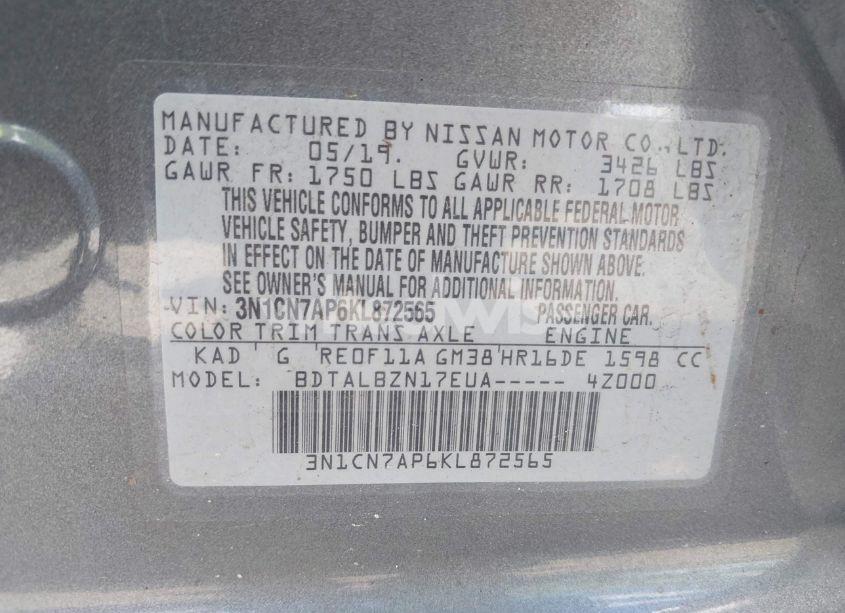 MANUFACTURED BY NISSAN MOTOR CO.,LTD.
DATE: 05/19. GVWR: 3426 LBS
GAWR FR: 1750 LBS GAWR RR: 1708 LBS
THIS VEHICLE CONFORMS TO ALL APPLICABLE FEDERAL MOTOR
VEHICLE SAFETY, BUMPER AND THEFT PREVENTION STANDARDS
IN EFFECT ON THE DATE OF MANUFACTURE SHOWN ABOVE.
SEE OWNER'S MANUAL FOR ADDITIONAL INFORMATION.
VIN: 3N1CN7AP6KL872565 PASSENGER CAR.
COLOR TRIM TRANS AXLE ENGINE
KAD G RE0F11A GM38 HR16DE 1598 CC
MODEL: BDTALBZN17EUA----- 4Z000
3N1CN7AP6KL872565